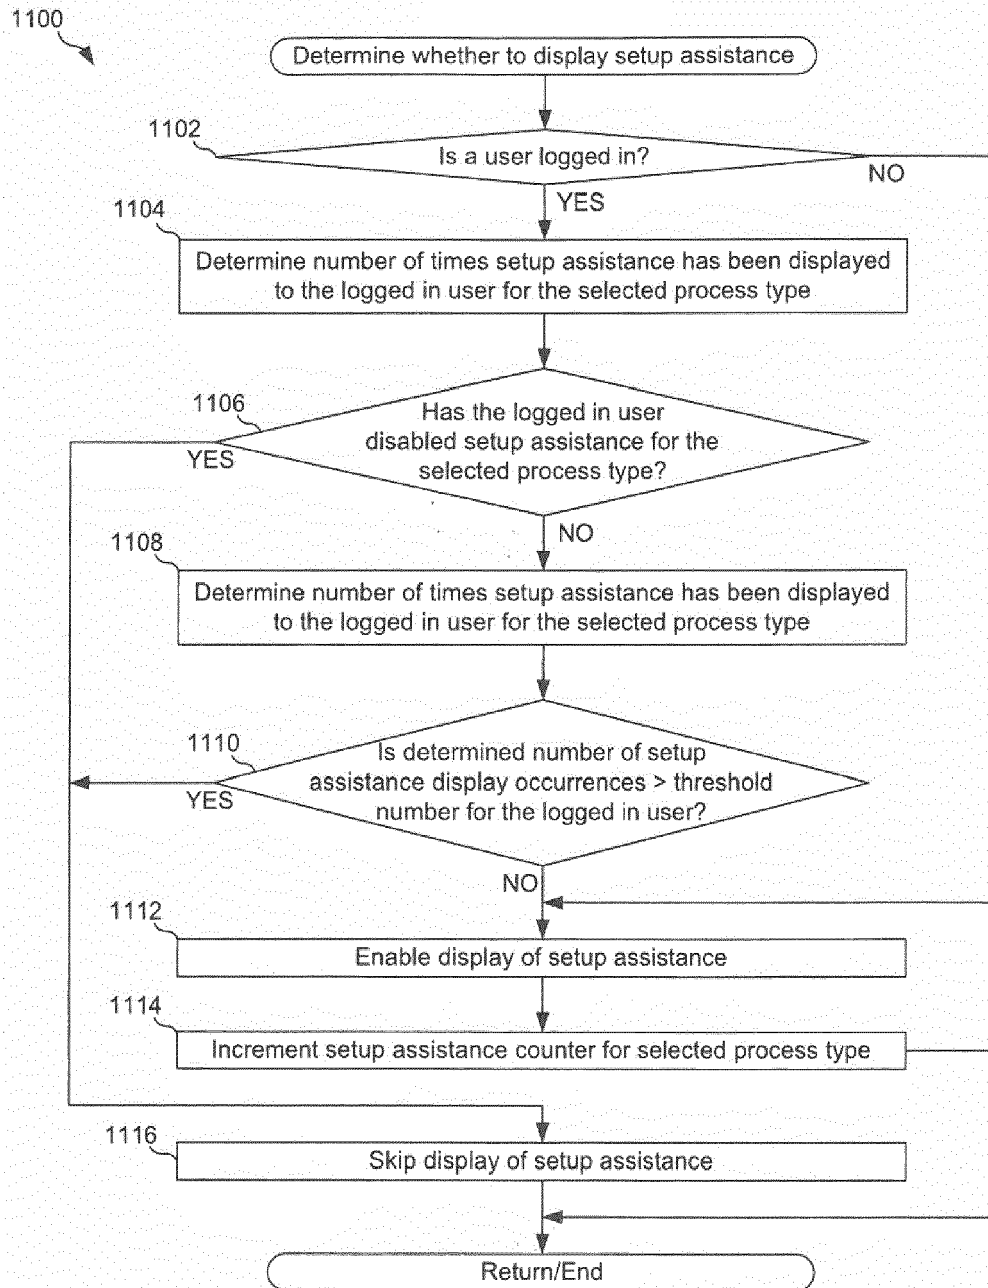 1100
Determine whether to display setup assistance
1102
Is a user logged in?
NO
YES
1104
Determine number of times setup assistance has been displayed
to the logged in user for the selected process type
1106
Has the logged in user
disabled setup assistance for the
selected process type?
YES
NO
1108
Determine number of times setup assistance has been displayed
to the logged in user for the selected process type
1110
Is determined number of setup
assistance display occurrences > threshold
number for the logged in user?
YES
NO
1112
Enable display of setup assistance
1114
Increment setup assistance counter for selected process type
1116
Skip display of setup assistance
Return/End